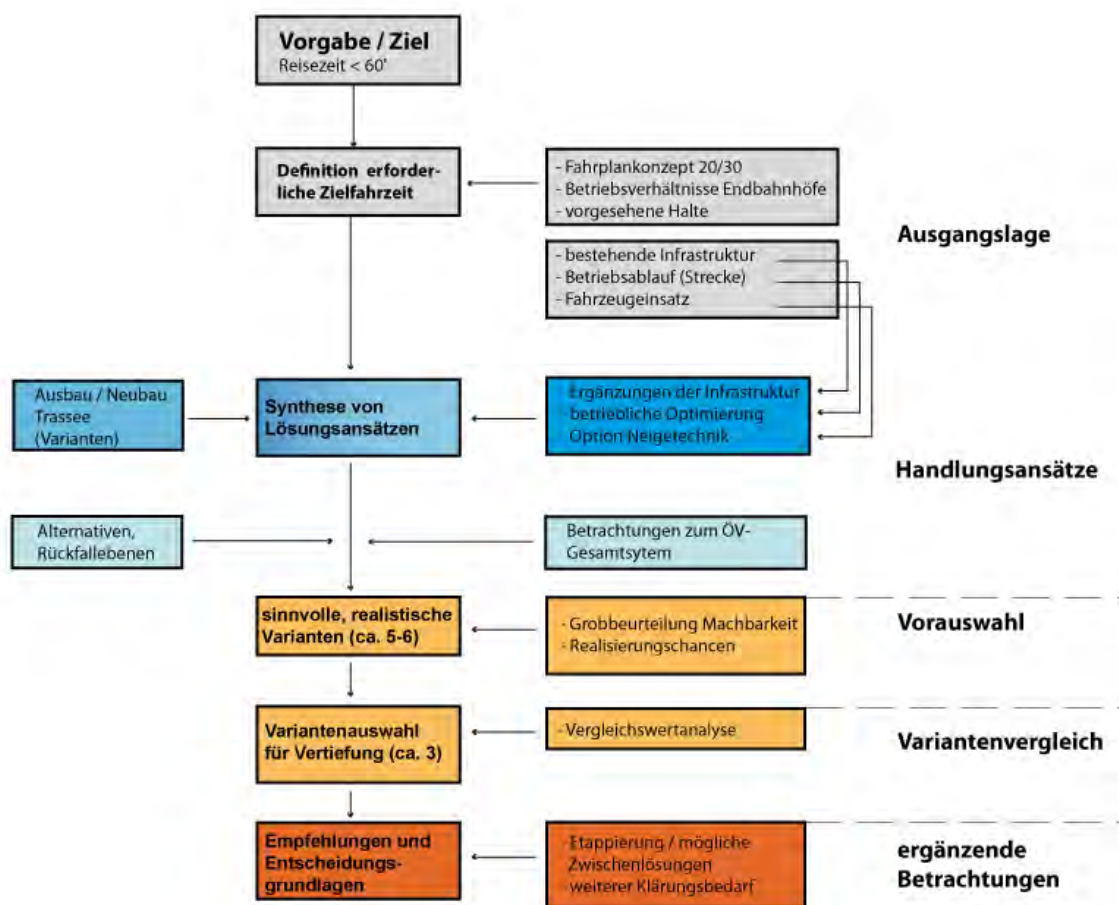 Vorgabe / Ziel
Reisezeit < 60'
Definition erforder-
liche Zielfahrzeit
- Fahrplankonzept 20/30
- Betriebsverhältnisse Endbahnhöfe
- vorgesehene Halte
Ausgangslage
- bestehende Infrastruktur
- Betriebsablauf (Strecke)
- Fahrzeugeinsatz
Ausbau / Neubau
Trassee
(Varianten)
Synthese von
Lösungsansätzen
- Ergänzungen der Infrastruktur
- betriebliche Optimierung
- Option Neigetechnik
Handlungsansätze
Alternativen,
Rückfallebenen
Betrachtungen zum ÖV-
Gesamtsytem
sinnvolle, realistische
Varianten (ca. 5-6)
- Grobbeurteilung Machbarkeit
- Realisierungschancen
Vorauswahl
Variantenauswahl
für Vertiefung (ca. 3)
- Vergleichswertanalyse
Variantenvergleich
Empfehlungen und
Entscheidungs-
grundlagen
- Etappierung / mögliche
Zwischenlösungen
- weiterer Klärungsbedarf
ergänzende
Betrachtungen